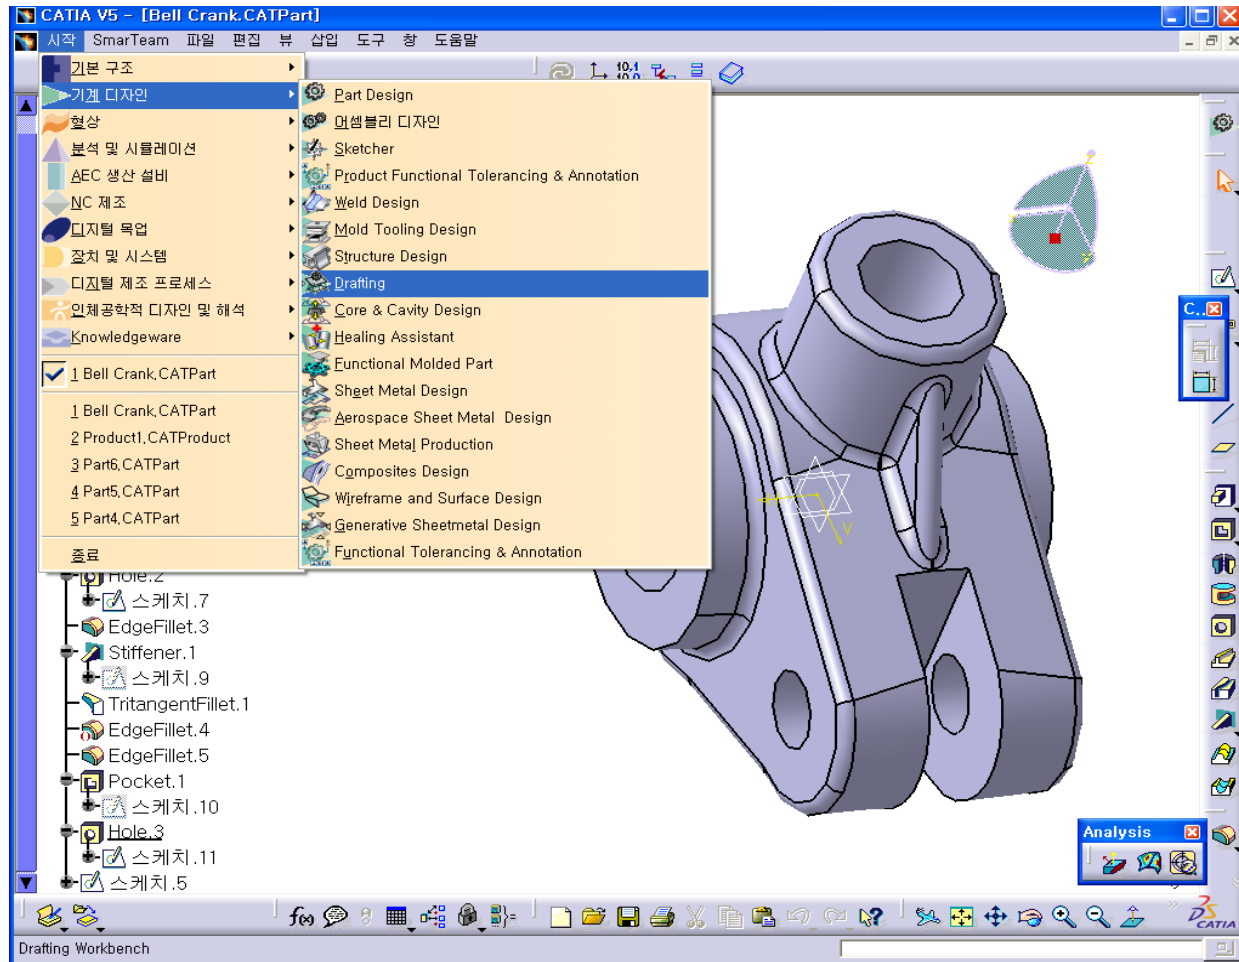 CATIA V5 - [Bell Crank.CATPart]
시작 SmarTeam 파일 편집 뷰 삽입 도구 창 도움말
기본 구조
기계 디자인
형상
분석 및 시뮬레이션
AEC 생산 설비
NC 제조
디지털 목업
장치 및 시스템
디지털 제조 프로세스
인체공학적 디자인 및 해석
Knowledgeware
1 Bell Crank.CATPart
1 Bell Crank.CATPart
2 Product1.CATProduct
3 Part6.CATPart
4 Part5.CATPart
5 Part4.CATPart
종료
Part Design
어셈블리 디자인
Sketcher
Product Functional Tolerancing & Annotation
Weld Design
Mold Tooling Design
Structure Design
Drafting
Core & Cavity Design
Healing Assistant
Functional Molded Part
Sheet Metal Design
Aerospace Sheet Metal Design
Sheet Metal Production
Composites Design
Wireframe and Surface Design
Generative Sheetmetal Design
Functional Tolerancing & Annotation
C..
Hole.2
스케치.7
EdgeFillet.3
Stiffener.1
스케치.9
TritangentFillet.1
EdgeFillet.4
EdgeFillet.5
Pocket.1
스케치.10
Hole.3
스케치.11
스케치.5
Analysis
f(x)
CATIA
Drafting Workbench